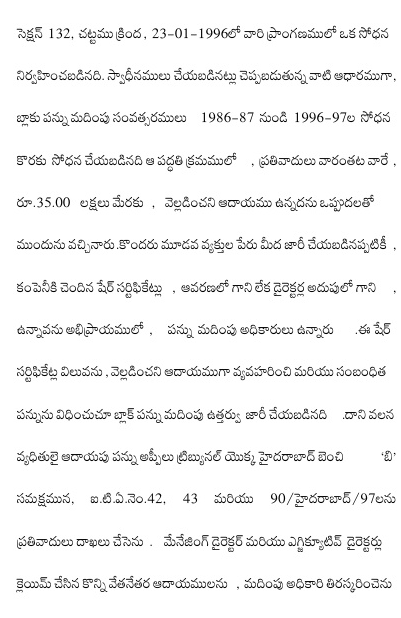 సెక్షన్ 132, చట్టము క్రింద, 23-01-1996లో వారి ప్రాంగణములో ఒక సోధన
నిర్వహించబడినది. స్వాధీనములు చేయబడినట్లు చెప్పబడుతున్న వాటి ఆధారముగా,
బ్లాకు పన్ను మదింపు సంవత్సరములు 1986-87 నుండి 1996-97ల సోధన
కొరకు సోధన చేయబడినది ఆ పద్ధతి క్రమములో , ప్రతివాదులు వారంతట వారే ,
రూ.35.00 లక్షలు మేరకు , వెల్లడించని ఆదాయము ఉన్నదను ఒప్పుదలతో
ముందును వచ్చినారు.కొందరు మూడవ వ్యక్తుల పేరు మీద జారీ చేయబడినప్పటికీ ,
కంపెనీకి చెందిన షేర్ సర్టిఫికేట్లు , ఆవరణలో గాని లేక డైరెక్టర్ల అదుపులో గాని ,
ఉన్నావను అభిప్రాయములో , పన్ను మదింపు అధికారులు ఉన్నారు .ఈ షేర్
సర్టిఫికేట్ల విలువను , వెల్లడించని ఆదాయముగా వ్యవహరించి మరియు సంబంధిత
పన్నును విధించుచూ బ్లాక్ పన్ను మదింపు ఉత్తర్వు జారీ చేయబడినది .దాని వలన
వ్యధితులై ఆదాయపు పన్ను అప్పీలు ట్రిబ్యునల్ యొక్క హైదరాబాద్ బెంచి ‘బి’
సమక్షమున, ఐ.టి.ఏ.నెం.42, 43 మరియు 90/హైదరాబాద్/97లను
ప్రతివాదులు దాఖలు చేసెను . మేనేజింగ్ డైరెక్టర్ మరియు ఎగ్జిక్యూటివ్ డైరెక్టర్లు
క్లెయిమ్ చేసిన కొన్ని వేతనేతర ఆదాయములను , మదింపు అధికారి తిరస్కరించెను